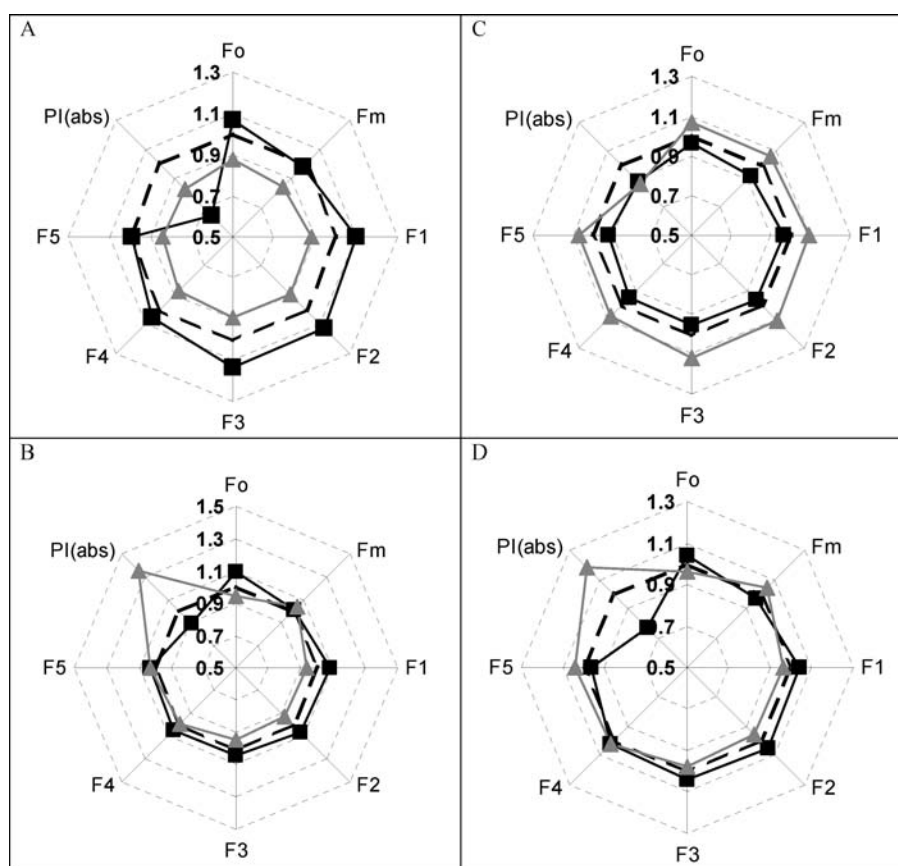 A
Fo
1.3
1.1
0.9
0.7
0.5
Fm
F1
F2
F3
F4
F5
PI(abs)
C
Fo
1.3
1.1
0.9
0.7
0.5
Fm
F1
F2
F3
F4
F5
PI(abs)
B
Fo
1.5
1.3
1.1
0.9
0.7
0.5
Fm
F1
F2
F3
F4
F5
PI(abs)
D
Fo
1.3
1.1
0.9
0.7
0.5
Fm
F1
F2
F3
F4
F5
PI(abs)